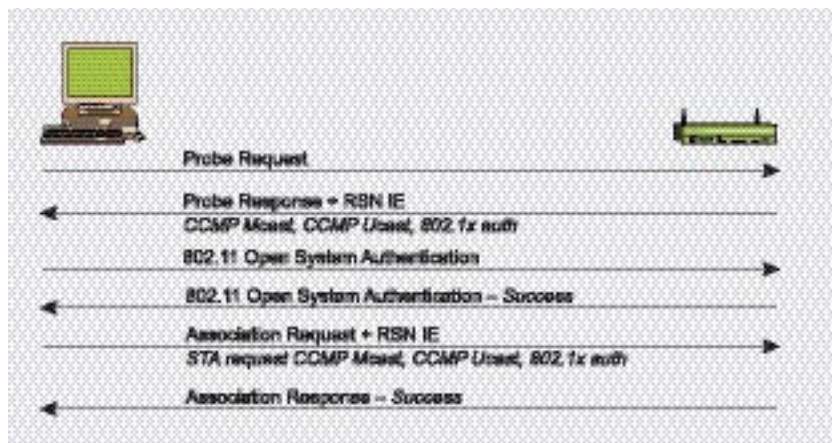 Probe Request
Probe Response + RSN IE
CCMP Mcast, CCMP Ucast, 802.1x auth
802.11 Open System Authentication
802.11 Open System Authentication – Success
Association Request + RSN IE
STA request CCMP Mcast, CCMP Ucast, 802.1x auth
Association Response – Success